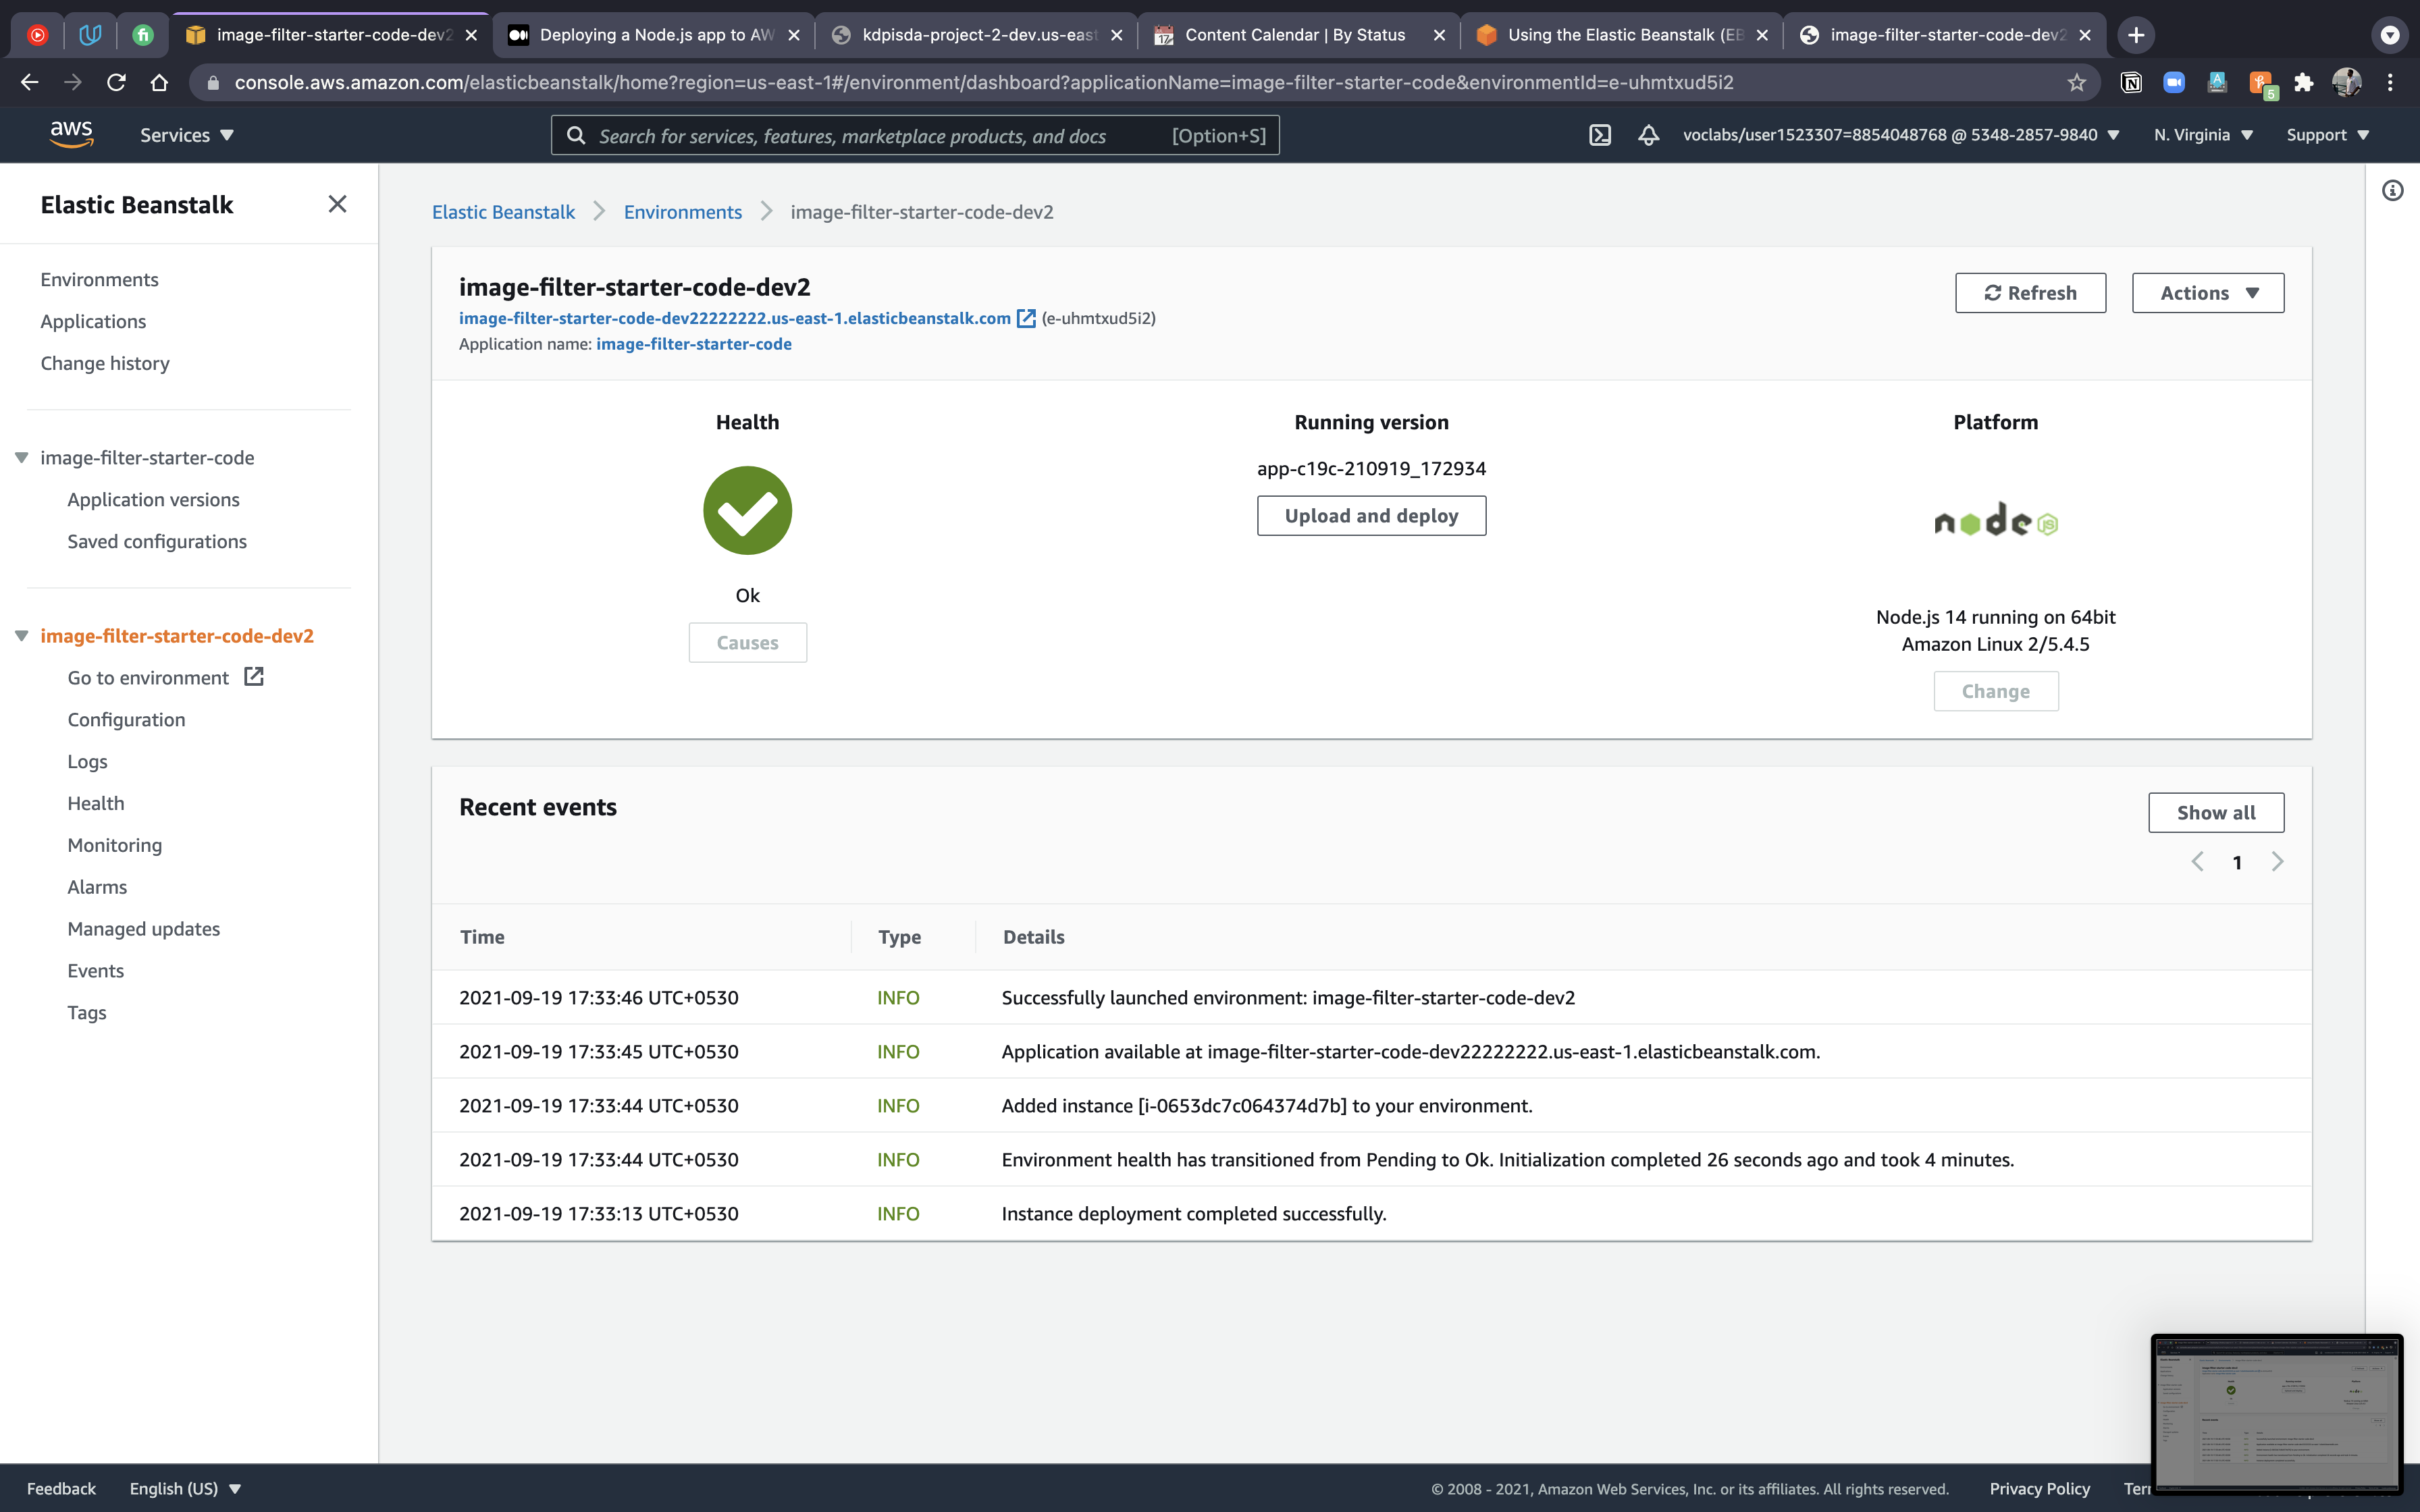 image-filter-starter-code-dev2
Deploying a Node.js app to AW
kdpisda-project-2-dev.us-east
Content Calendar | By Status
Using the Elastic Beanstalk (EB
image-filter-starter-code-dev2
console.aws.amazon.com/elasticbeanstalk/home?region=us-east-1#/environment/dashboard?applicationName=image-filter-starter-code&environmentId=e-uhmtxud5i2
5
aws
Services
Search for services, features, marketplace products, and docs
[Option+S]
voclabs/user1523307=8854048768 @ 5348-2857-9840
N. Virginia
Support
Elastic Beanstalk
Environments
Applications
Change history
image-filter-starter-code
Application versions
Saved configurations
image-filter-starter-code-dev2
Go to environment
Configuration
Logs
Health
Monitoring
Alarms
Managed updates
Events
Tags
Elastic Beanstalk
Environments
image-filter-starter-code-dev2
image-filter-starter-code-dev2
image-filter-starter-code-dev22222222.us-east-1.elasticbeanstalk.com (e-uhmtxud5i2)
Application name: image-filter-starter-code
Refresh
Actions
Health
Ok
Causes
Running version
app-c19c-210919_172934
Upload and deploy
Platform
node JS
Node.js 14 running on 64bit
Amazon Linux 2/5.4.5
Change
Recent events
Show all
1
Time Type Details
2021-09-19 17:33:46 UTC+0530 INFO Successfully launched environment: image-filter-starter-code-dev2
2021-09-19 17:33:45 UTC+0530 INFO Application available at image-filter-starter-code-dev22222222.us-east-1.elasticbeanstalk.com.
2021-09-19 17:33:44 UTC+0530 INFO Added instance [i-0653dc7c064374d7b] to your environment.
2021-09-19 17:33:44 UTC+0530 INFO Environment health has transitioned from Pending to Ok. Initialization completed 26 seconds ago and took 4 minutes.
2021-09-19 17:33:13 UTC+0530 INFO Instance deployment completed successfully.
Feedback
English (US)
© 2008 - 2021, Amazon Web Services, Inc. or its affiliates. All rights reserved.
Privacy Policy